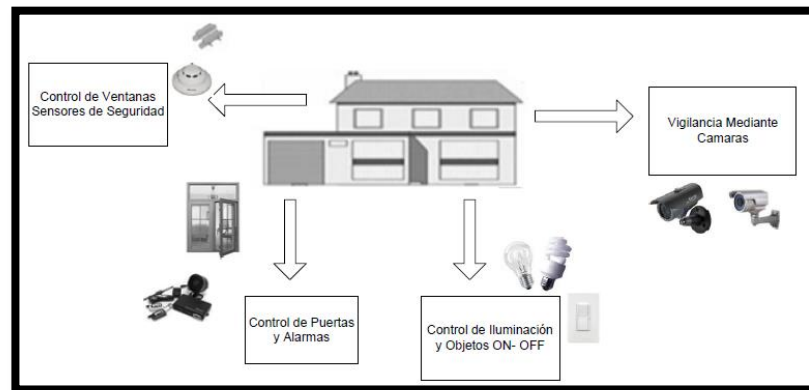 Control de Ventanas
Sensores de Seguridad
Vigilancia Mediante
Camaras
Control de Puertas
y Alarmas
Control de Iluminación
y Objetos ON- OFF